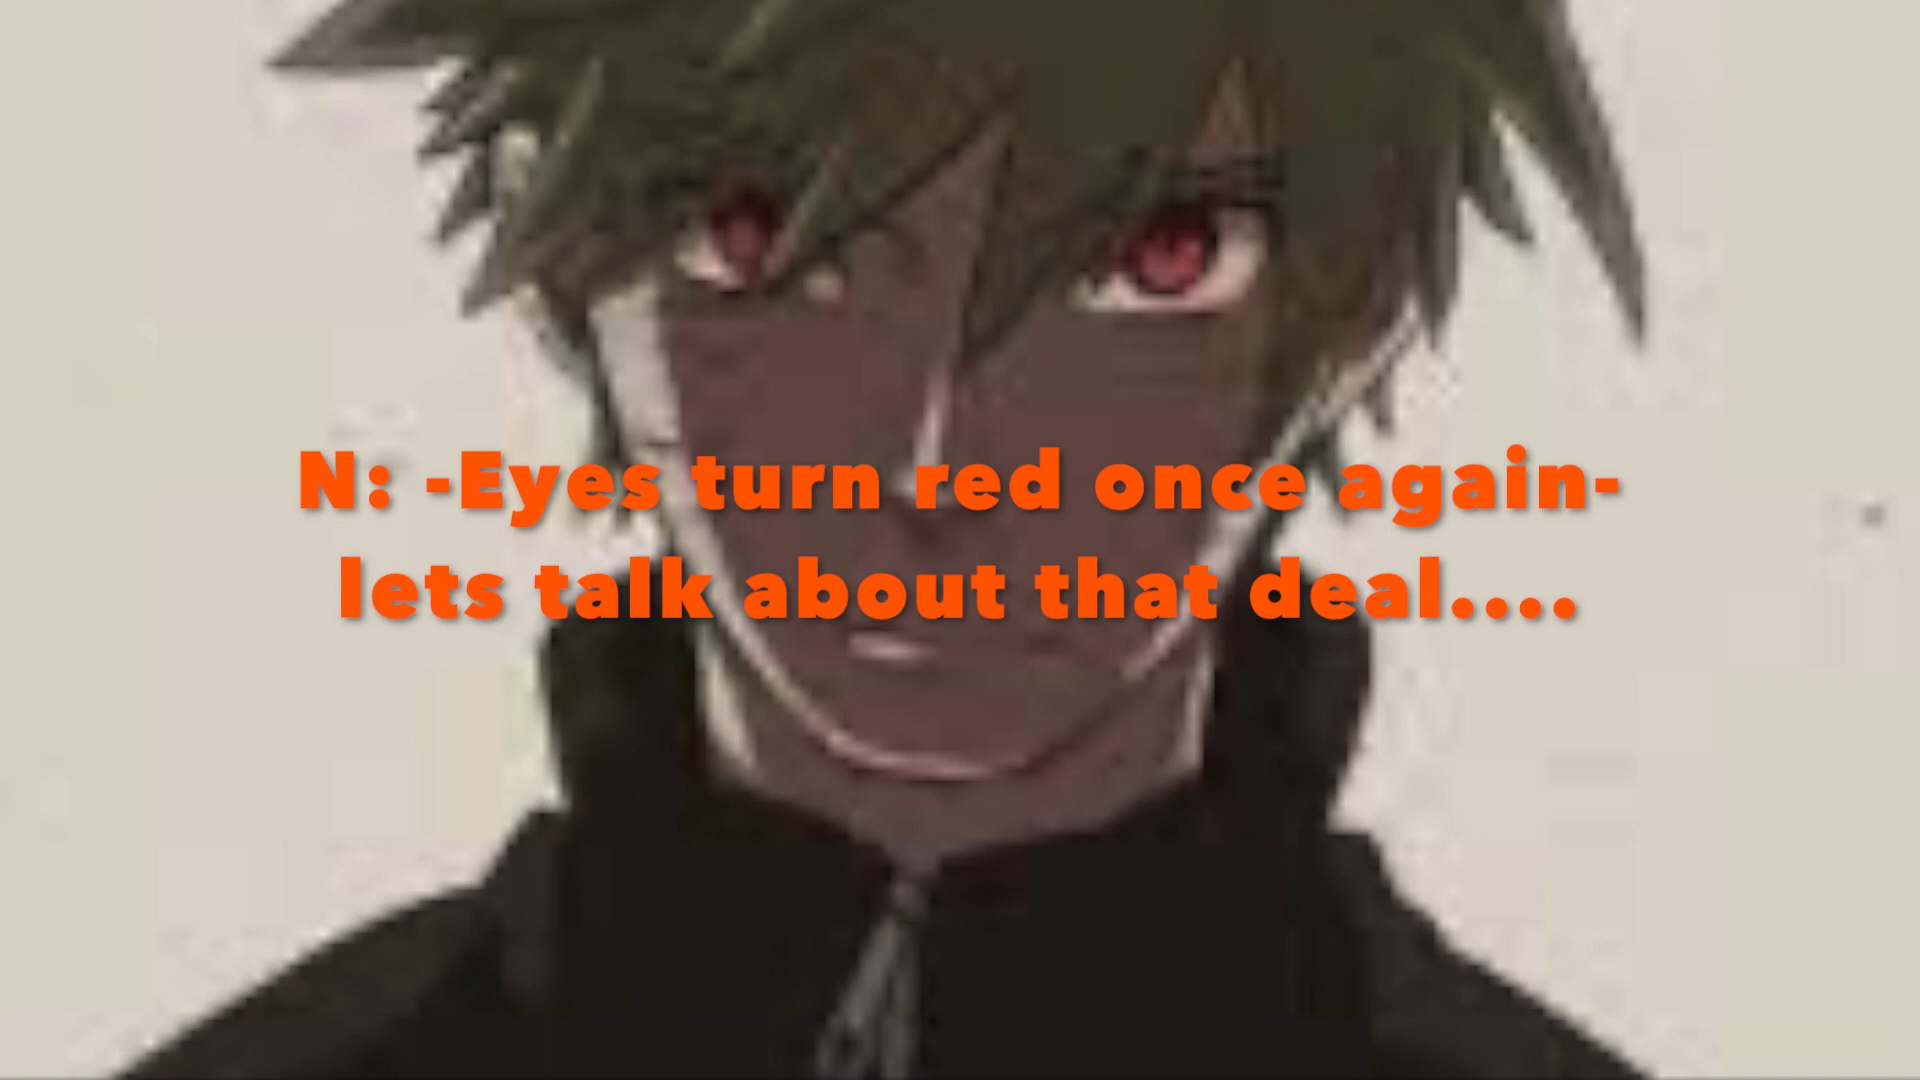 N: -Eyes turn red once again-
lets talk about that deal....